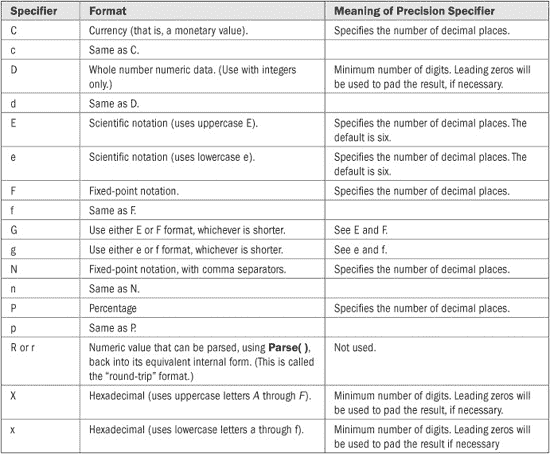 Specifier Format Meaning of Precision Specifier
C Currency (that is, a monetary value). Specifies the number of decimal places.
c Same as C.
D Whole number numeric data. (Use with integers Minimum number of digits. Leading zeros will
only.) be used to pad the result, if necessary.
d Same as D.
E Scientific notation (uses uppercase E). Specifies the number of decimal places. The
default is six.
e Scientific notation (uses lowercase e). Specifies the number of decimal places. The
default is six.
F Fixed-point notation. Specifies the number of decimal places.
f Same as F.
G Use either E or F format, whichever is shorter. See E and F.
g Use either e or f format, whichever is shorter. See e and f.
N Fixed-point notation, with comma separators. Specifies the number of decimal places.
n Same as N.
P Percentage Specifies the number of decimal places.
p Same as P.
R or r Numeric value that can be parsed, using Parse( ), Not used.
back into its equivalent internal form. (This is called
the “round-trip” format.)
X Hexadecimal (uses uppercase letters A through F). Minimum number of digits. Leading zeros will
be used to pad the result, if necessary.
x Hexadecimal (uses lowercase letters a through f). Minimum number of digits. Leading zeros will
be used to pad the result if necessary